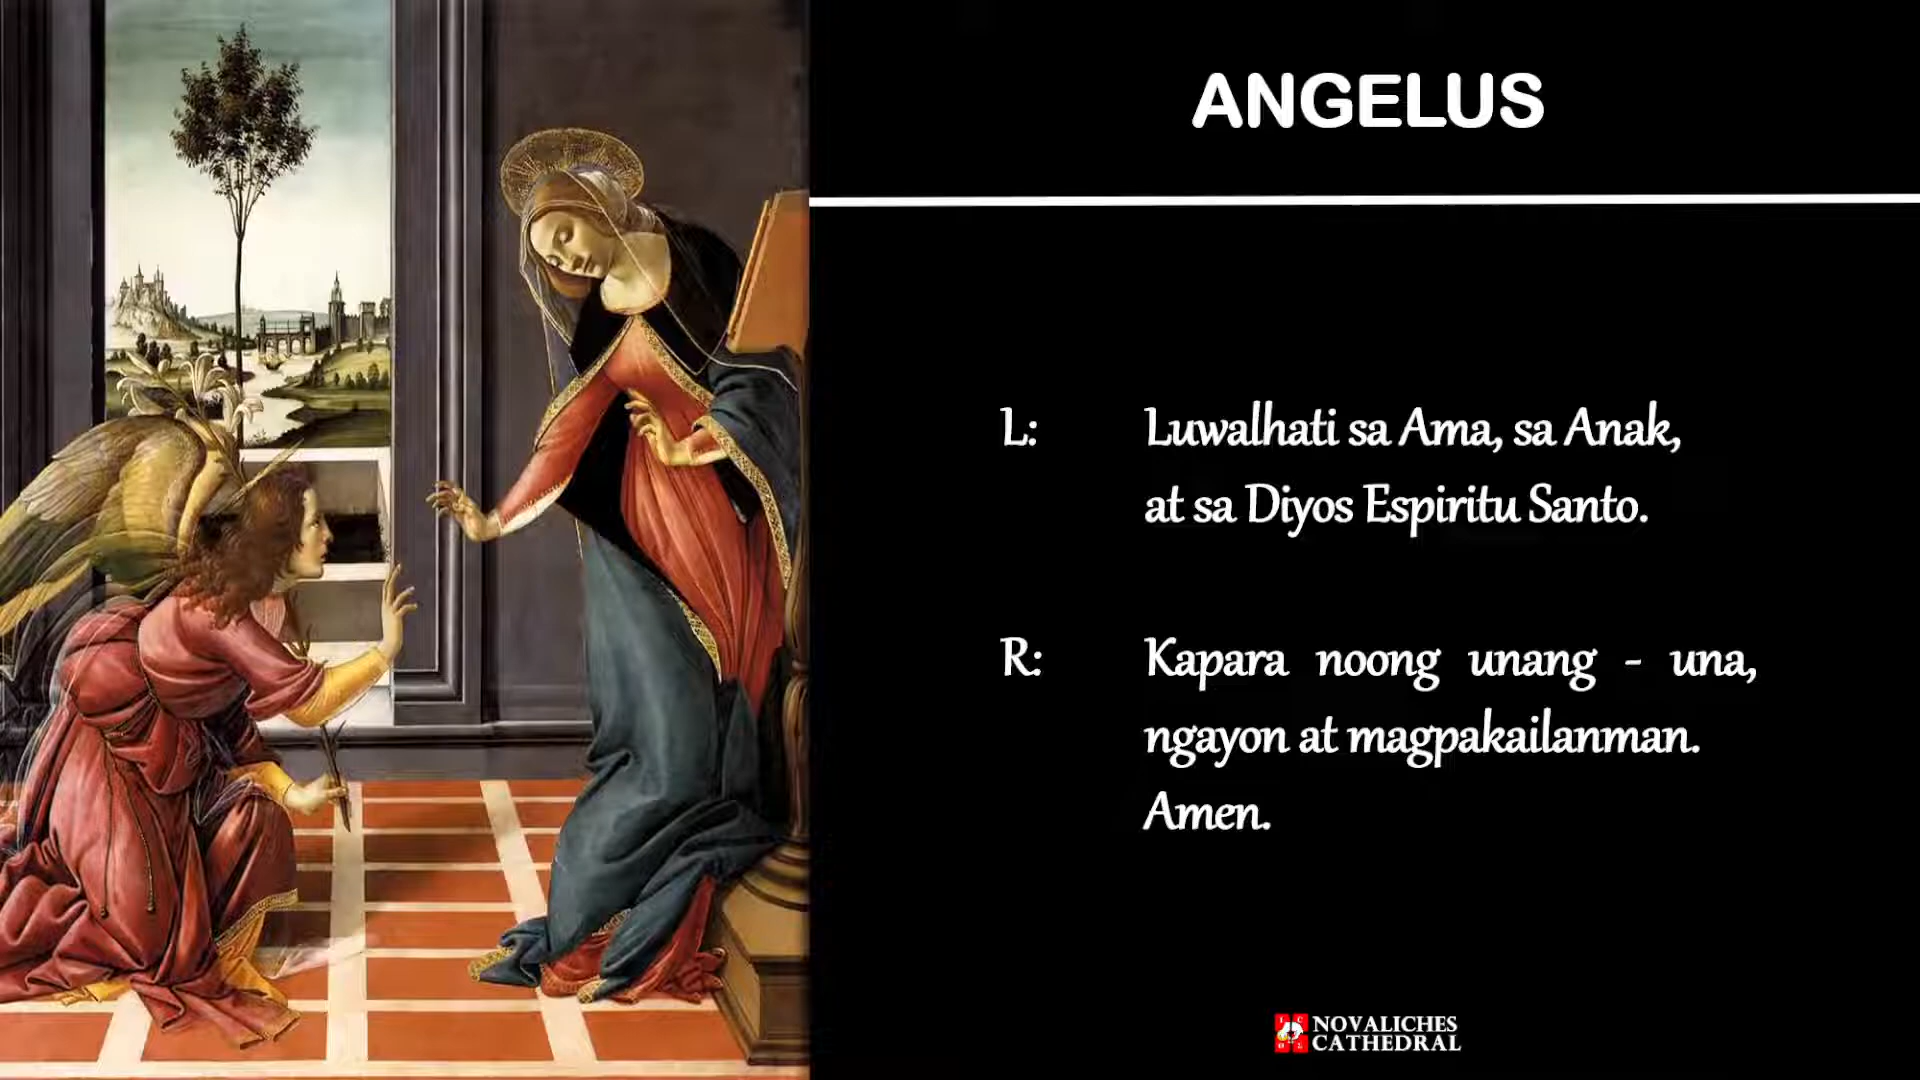 ANGELUS
L: Luwalhati sa Ama, sa Anak,
at sa Diyos Espiritu Santo.
R: Kapara noong unang - una,
ngayon at magpakailanman.
Amen.
NOVALICHES
CATHEDRAL